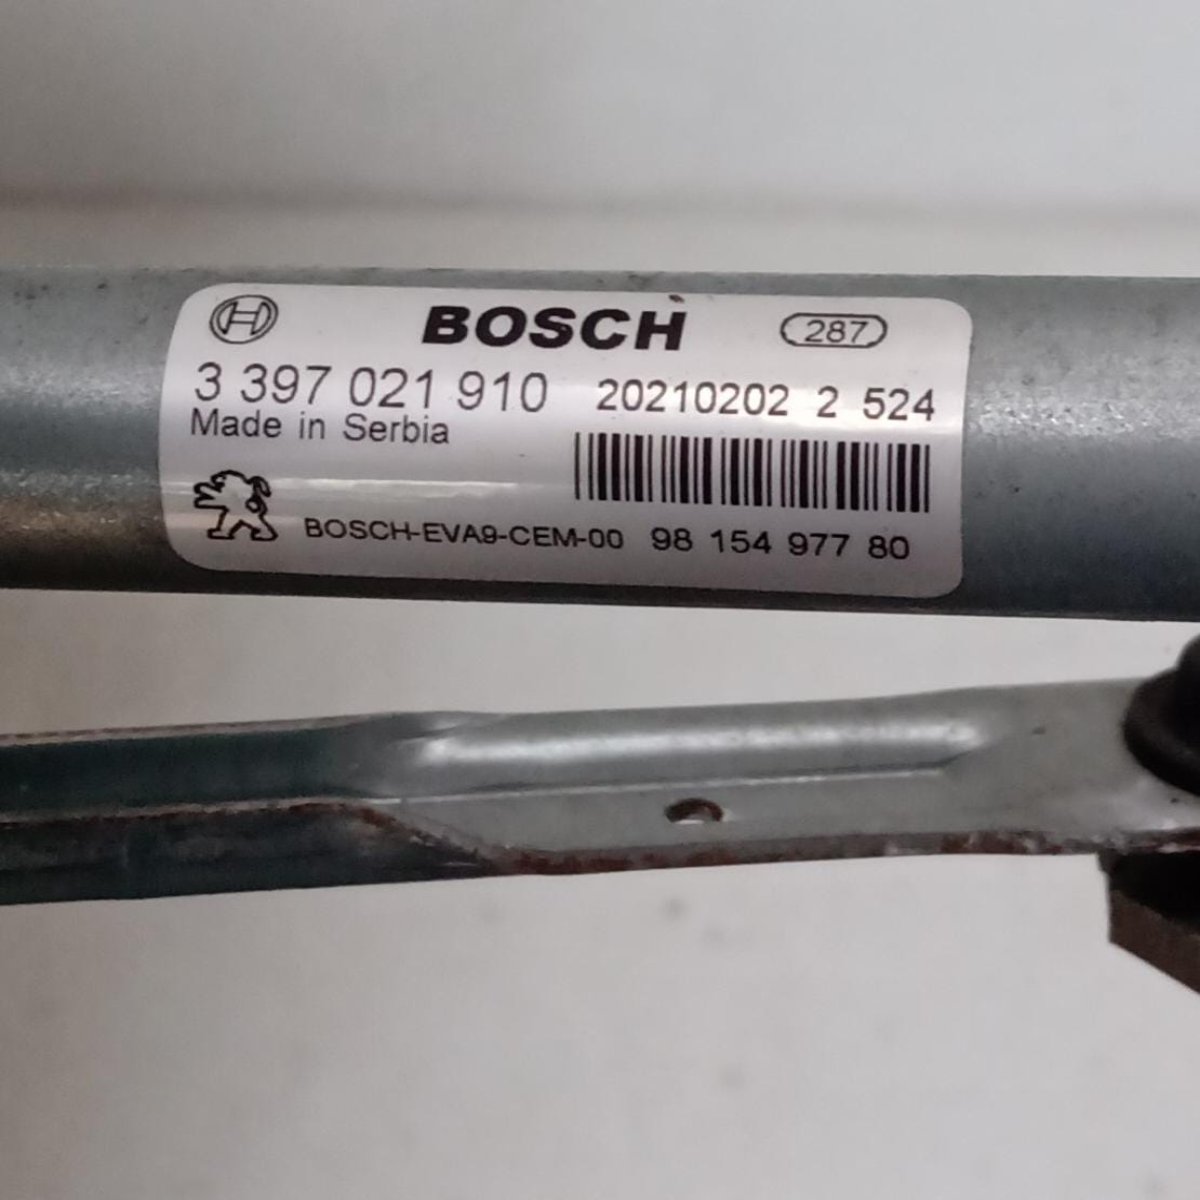 BOSCH 287
3 397 021 910 20210202 2 524
Made in Serbia
BOSCH-EVA9-CEM-00 98 154 977 80